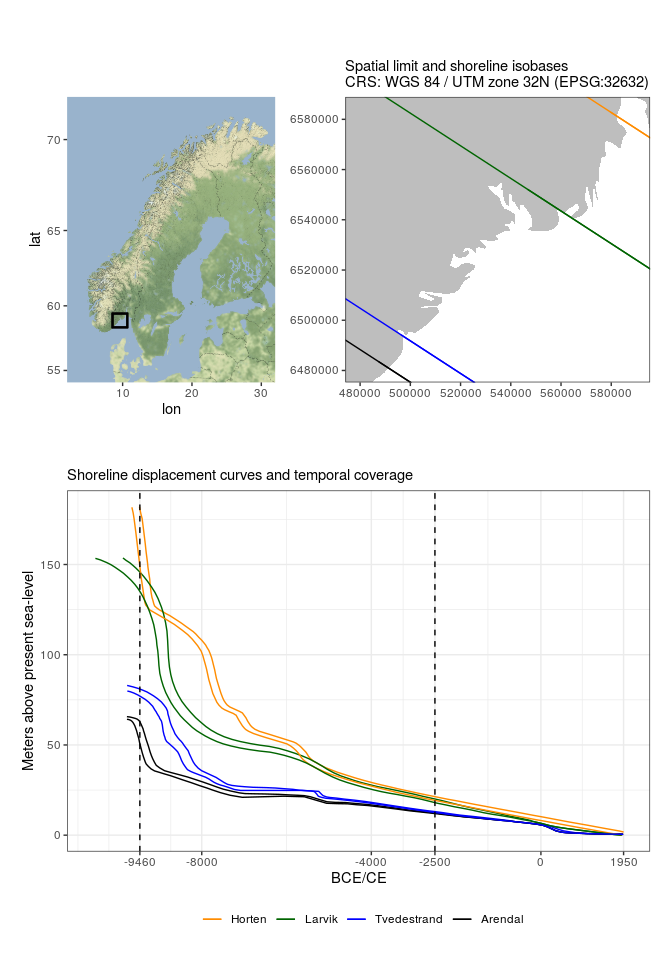 Spatial limit and shoreline isobases
CRS: WGS 84 / UTM zone 32N (EPSG:32632)
70
65
60
55
lat
10 20 30
lon
6580000
6560000
6540000
6520000
6500000
6480000
480000 500000 520000 540000 560000 580000
Shoreline displacement curves and temporal coverage
150
100
50
0
Meters above present sea-level
-9460 -8000 -4000 -2500 0 1950
BCE/CE
Horten Larvik Tvedestrand Arendal